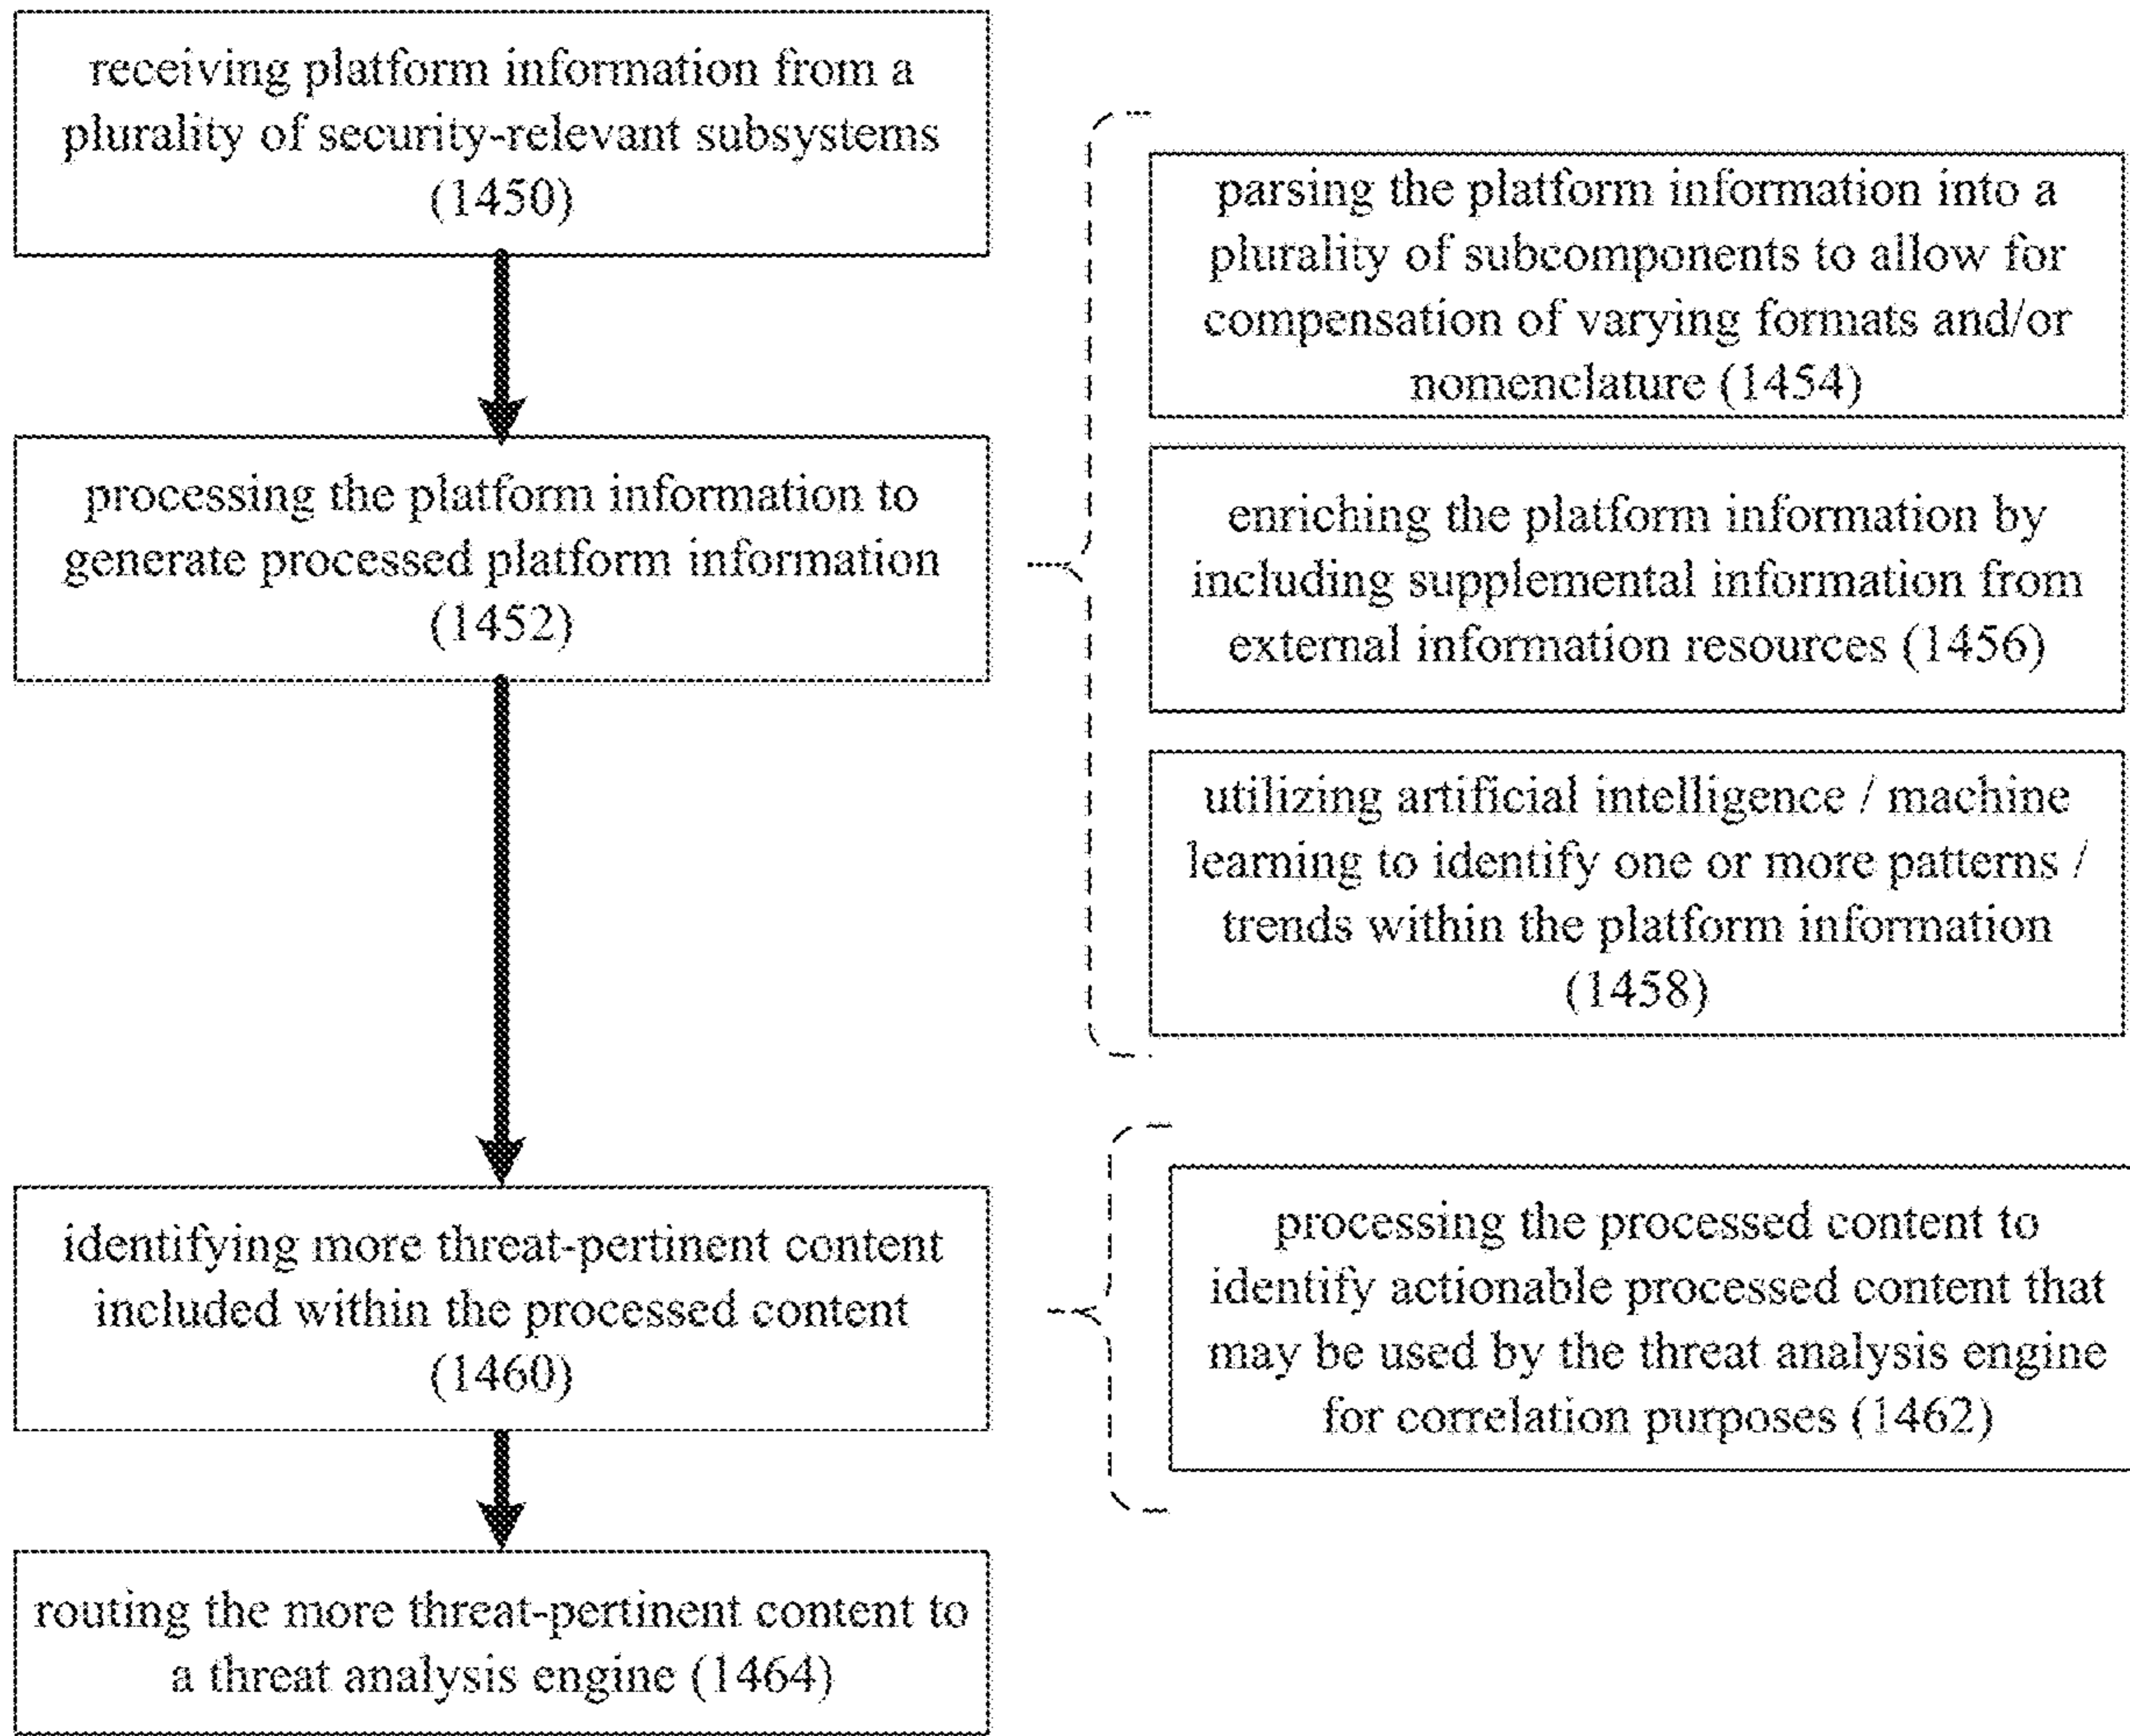 receiving platform information from a
plurality of security-relevant subsystems
(1450)
processing the platform information to
generate processed platform information
(1452)
parsing the platform information into a
plurality of subcomponents to allow for
compensation of varying formats and/or
nomenclature (1454)
enriching the platform information by
including supplemental information from
external information resources (1456)
utilizing artificial intelligence / machine
learning to identify one or more patterns /
trends within the platform information
(1458)
identifying more threat-pertinent content
included within the processed content
(1460)
processing the processed content to
identify actionable processed content that
may be used by the threat analysis engine
for correlation purposes (1462)
routing the more threat-pertinent content to
a threat analysis engine (1464)